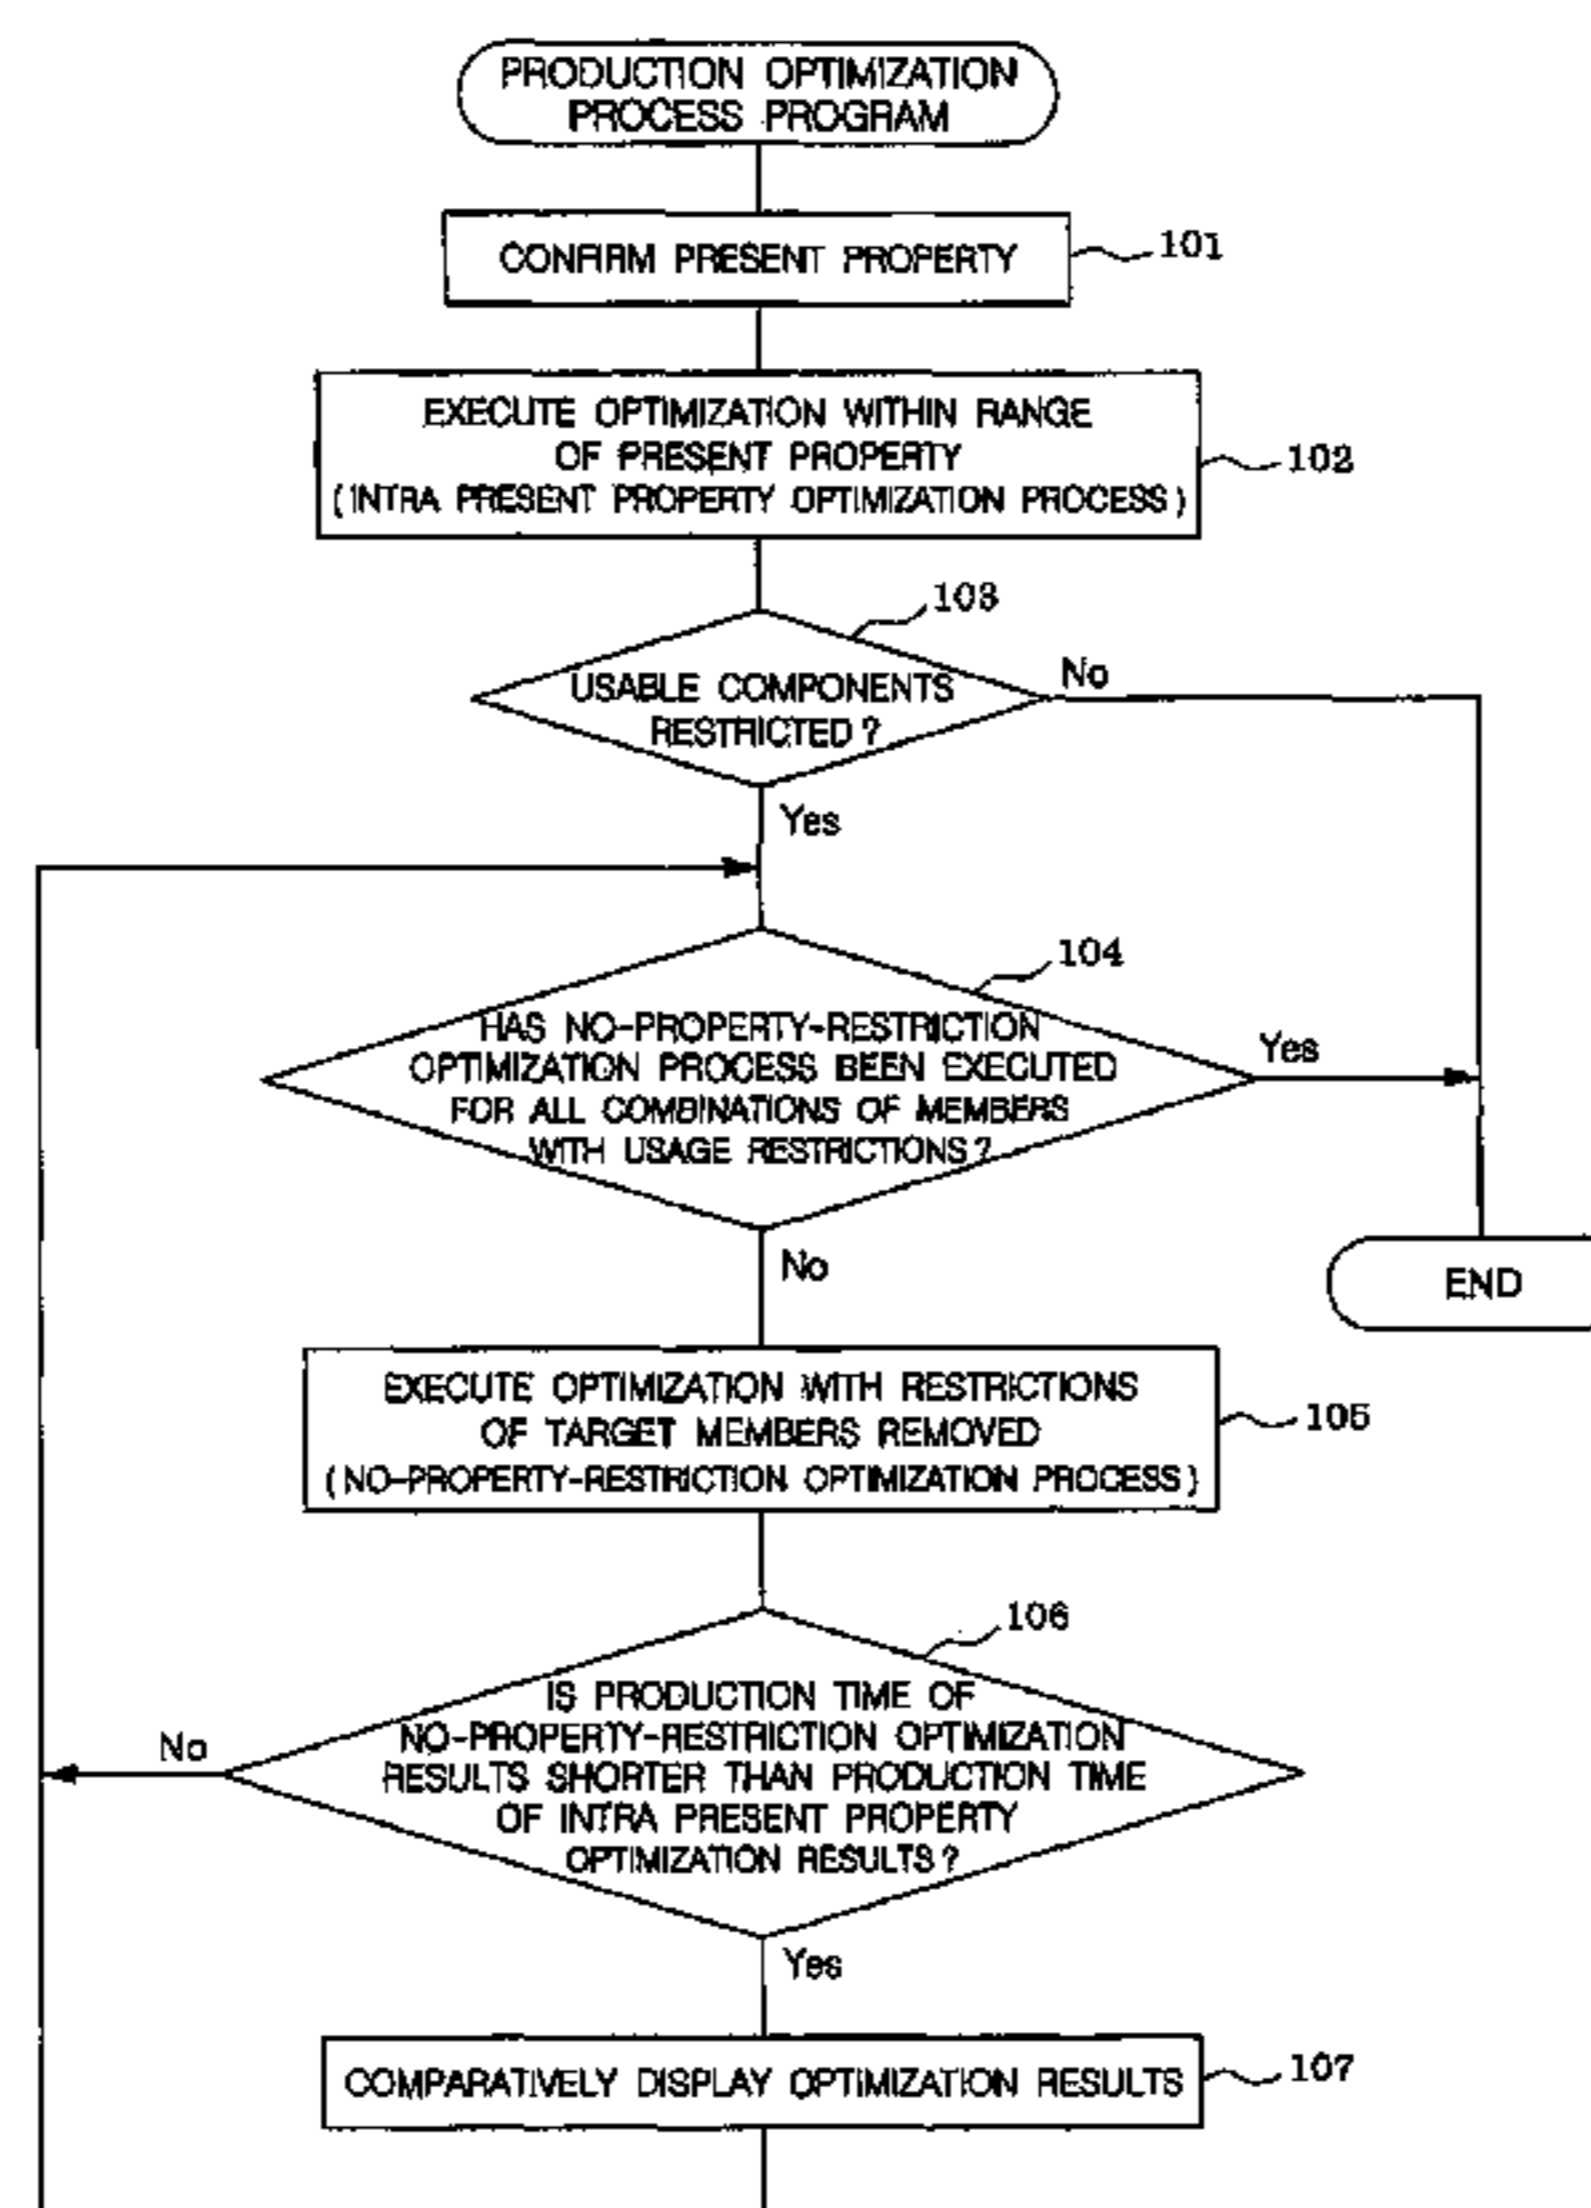 PRODUCTION OPTIMIZATION
PROCESS PROGRAM
CONFIRM PRESENT PROPERTY
101
EXECUTE OPTIMIZATION WITHIN RANGE
OF PRESENT PROPERTY
(INTRA PRESENT PROPERTY OPTIMIZATION PROCESS)
102
103
USABLE COMPONENTS
RESTRICTED?
No
Yes
104
HAS NO-PROPERTY-RESTRICTION
OPTIMIZATION PROCESS BEEN EXECUTED
FOR ALL COMBINATIONS OF MEMBERS
WITH USAGE RESTRICTIONS?
Yes
No
END
EXECUTE OPTIMIZATION WITH RESTRICTIONS
OF TARGET MEMBERS REMOVED
(NO-PROPERTY-RESTRICTION OPTIMIZATION PROCESS)
105
106
IS PRODUCTION TIME OF
NO-PROPERTY-RESTRICTION OPTIMIZATION
RESULTS SHORTER THAN PRODUCTION TIME
OF INTRA PRESENT PROPERTY
OPTIMIZATION RESULTS?
No
Yes
COMPARATIVELY DISPLAY OPTIMIZATION RESULTS
107